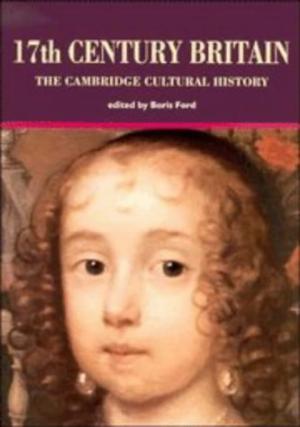 17th CENTURY BRITAIN
THE CAMBRIDGE CULTURAL HISTORY
edited by Boris Ford